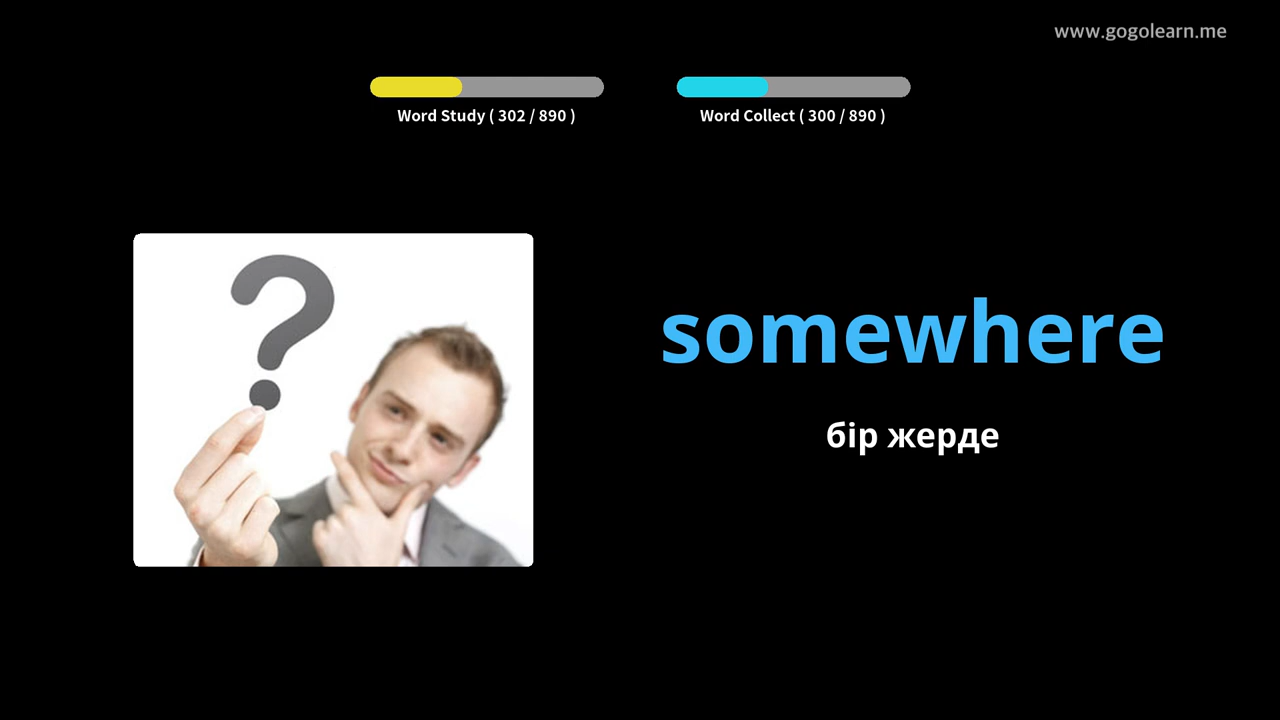 www.gogolearn.me
Word Study ( 302 / 890 )
Word Collect ( 300 / 890 )
?
somewhere
бір жерде